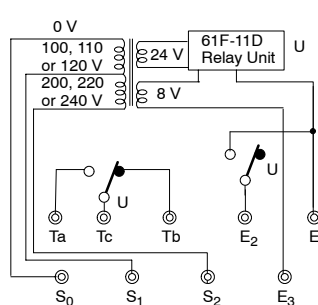 0 V
100, 110
or 120 V
200, 220
or 240 V
24 V
8 V
61F-11D
Relay Unit
U
U
U
Ta
Tc
Tb
E2
E
S0
S1
S2
E3